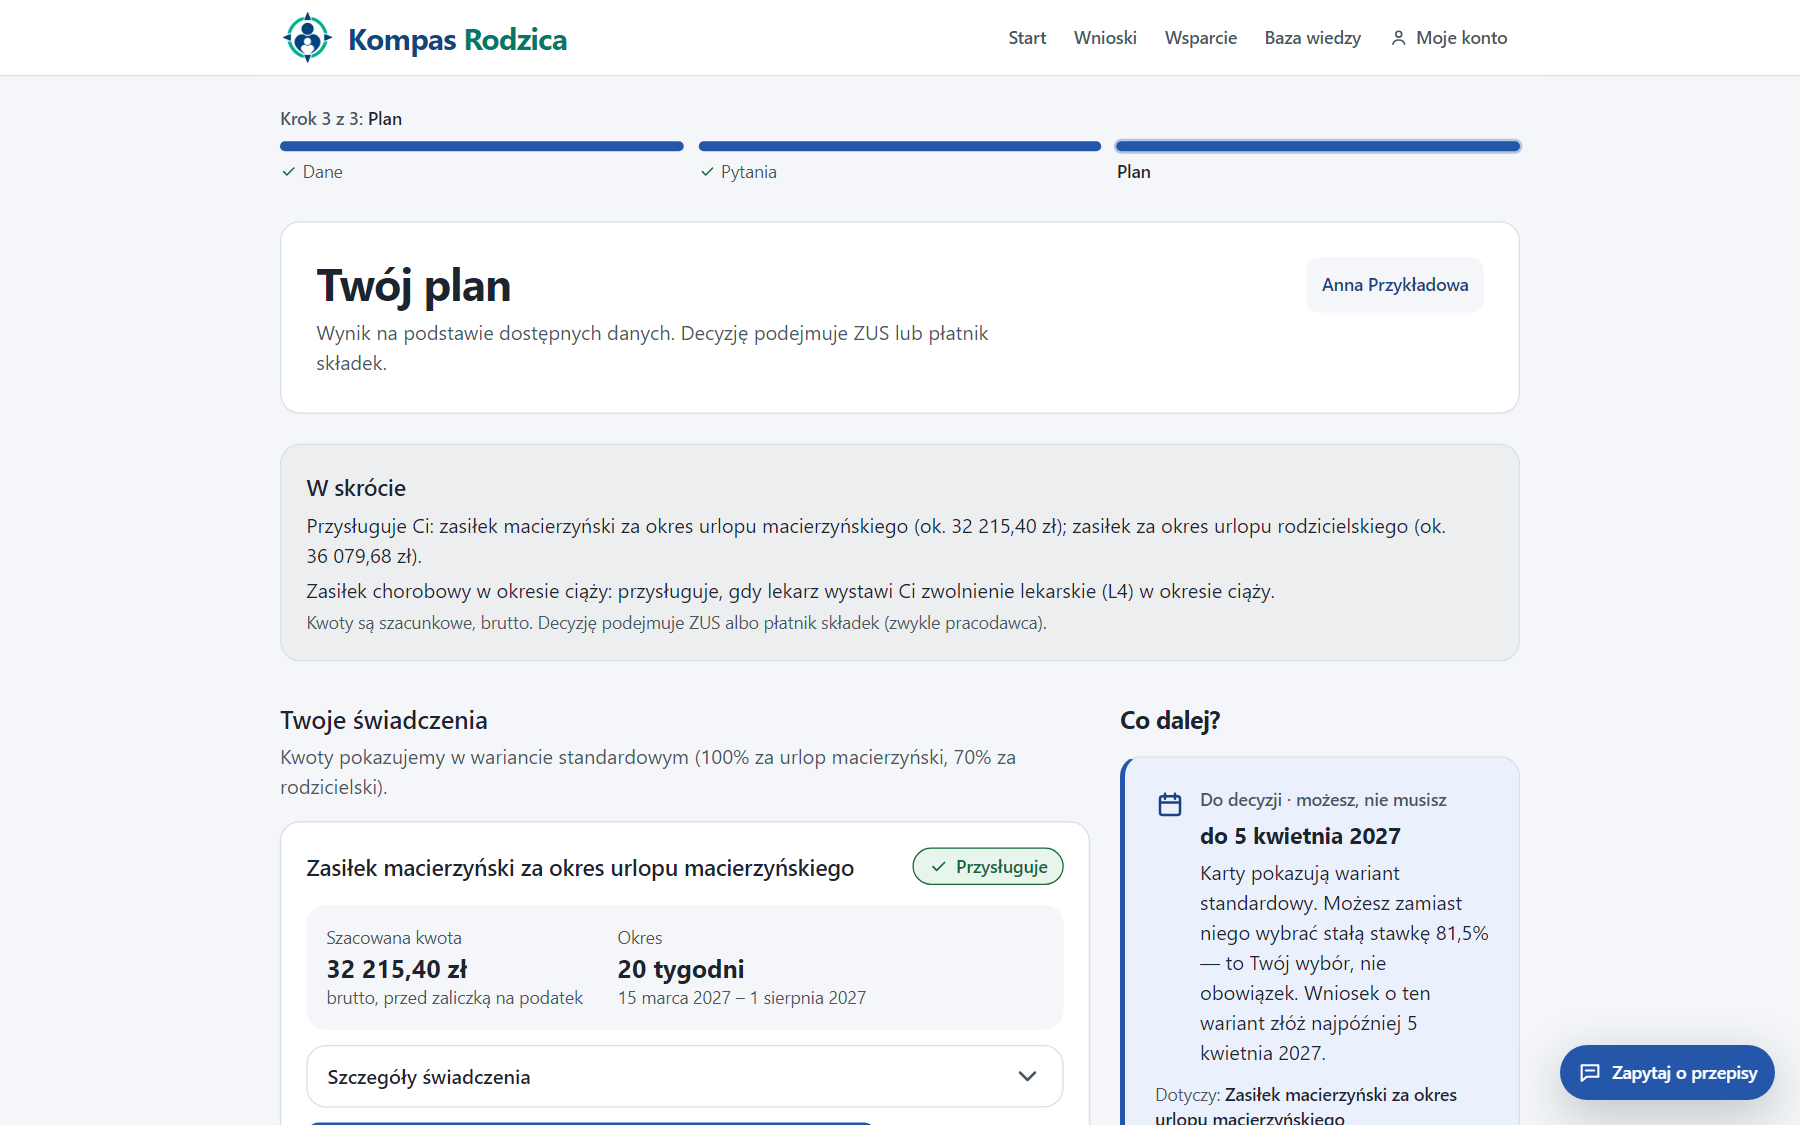 Kompas Rodzica
Start
Wnioski
Wsparcie
Baza wiedzy
Moje konto
Krok 3 z 3: Plan
Dane
Pytania
Plan
Twój plan
Anna Przykładowa
Wynik na podstawie dostępnych danych. Decyzję podejmuje ZUS lub płatnik
składek.
W skrócie
Przysługuje Ci: zasiłek macierzyński za okres urlopu macierzyńskiego (ok. 32 215,40 zł); zasiłek za okres urlopu rodzicielskiego (ok.
36 079,68 zł).
Zasiłek chorobowy w okresie ciąży: przysługuje, gdy lekarz wystawi Ci zwolnienie lekarskie (L4) w okresie ciąży.
Kwoty są szacunkowe, brutto. Decyzję podejmuje ZUS albo płatnik składek (zwykle pracodawca).
Twoje świadczenia
Kwoty pokazujemy w wariancie standardowym (100% za urlop macierzyński, 70% za
rodzicielski).
Zasiłek macierzyński za okres urlopu macierzyńskiego
Przysługuje
Szacowana kwota
32 215,40 zł
brutto, przed zaliczką na podatek
Okres
20 tygodni
15 marca 2027 – 1 sierpnia 2027
Szczegóły świadczenia
Co dalej?
Do decyzji · możesz, nie musisz
do 5 kwietnia 2027
Karty pokazują wariant
standardowy. Możesz zamiast
niego wybrać stałą stawkę 81,5%
— to Twój wybór, nie
obowiązek. Wniosek o ten
wariant złóż najpóźniej 5
kwietnia 2027.
Dotyczy: Zasiłek macierzyński za okres
urlopu macierzyńskiego
Zapytaj o przepisy